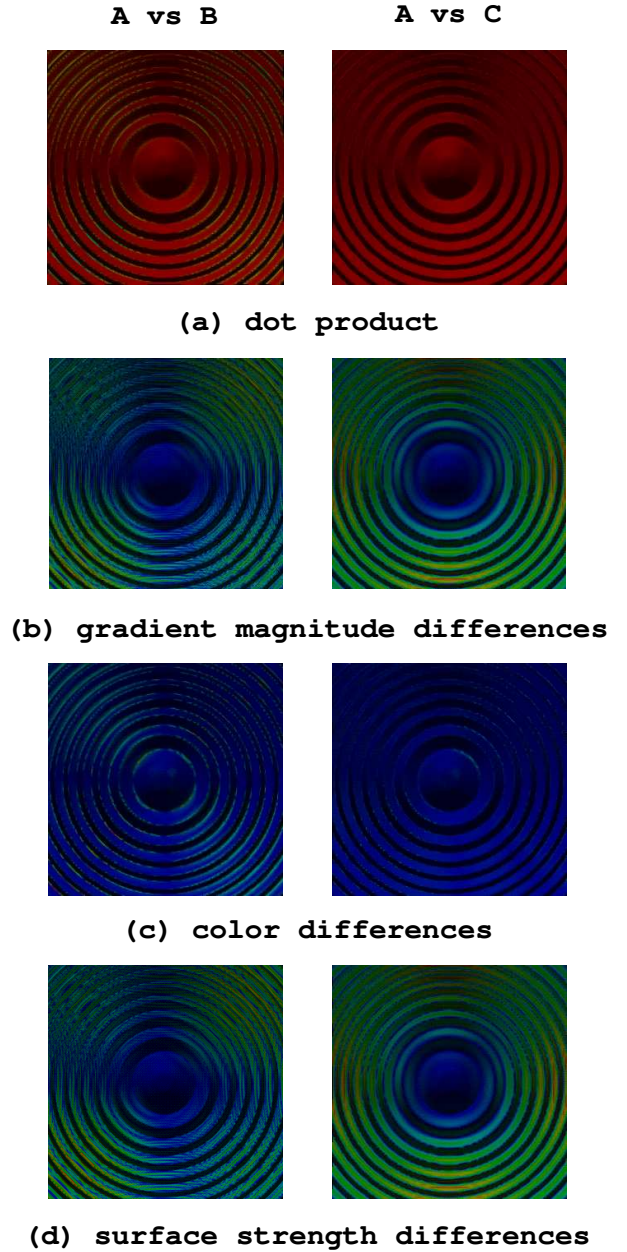 A vs B A vs C
(a) dot product
(b) gradient magnitude differences
(c) color differences
(d) surface strength differences